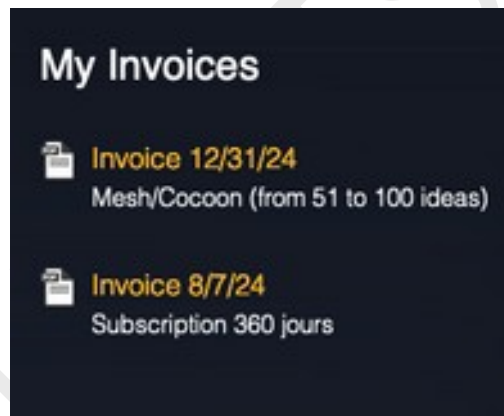 My Invoices
Invoice 12/31/24
Mesh/Cocoon (from 51 to 100 ideas)
Invoice 8/7/24
Subscription 360 jours